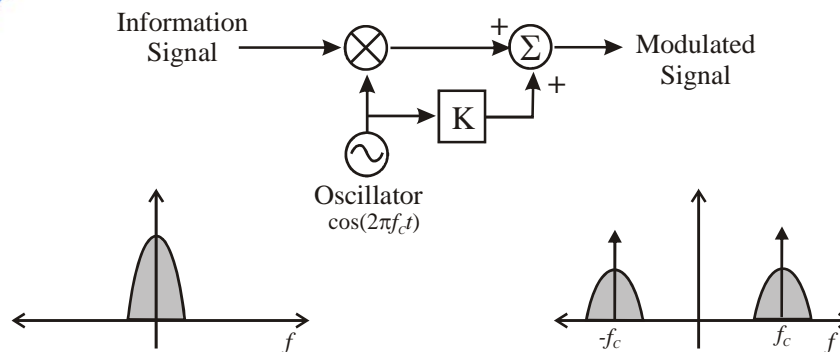 Information
Signal
+
Σ
Modulated
Signal
+
K
Oscillator
cos(2πf_ct)
f
-f_c
f_c
f